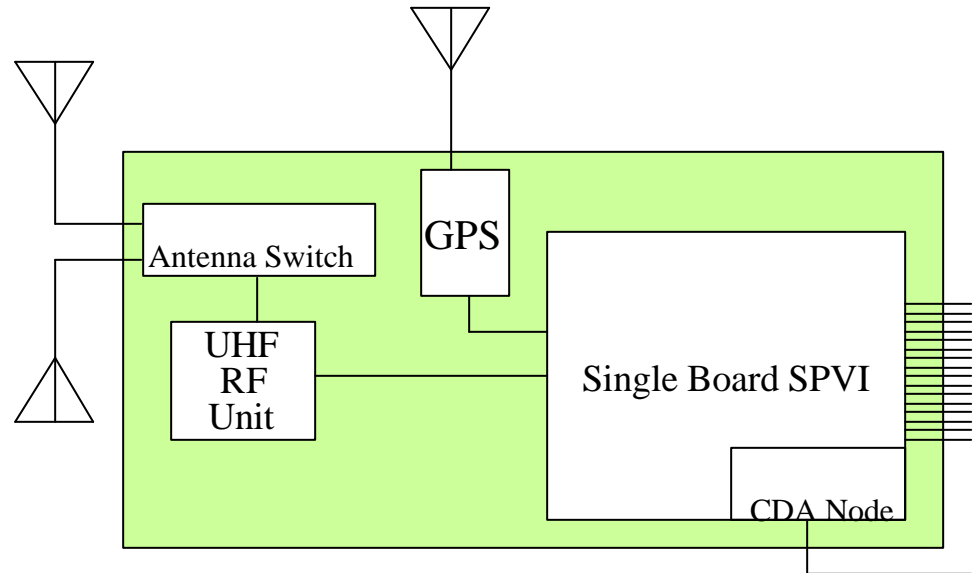 GPS
Antenna Switch
UHF
RF
Unit
Single Board SPVI
CDA Node